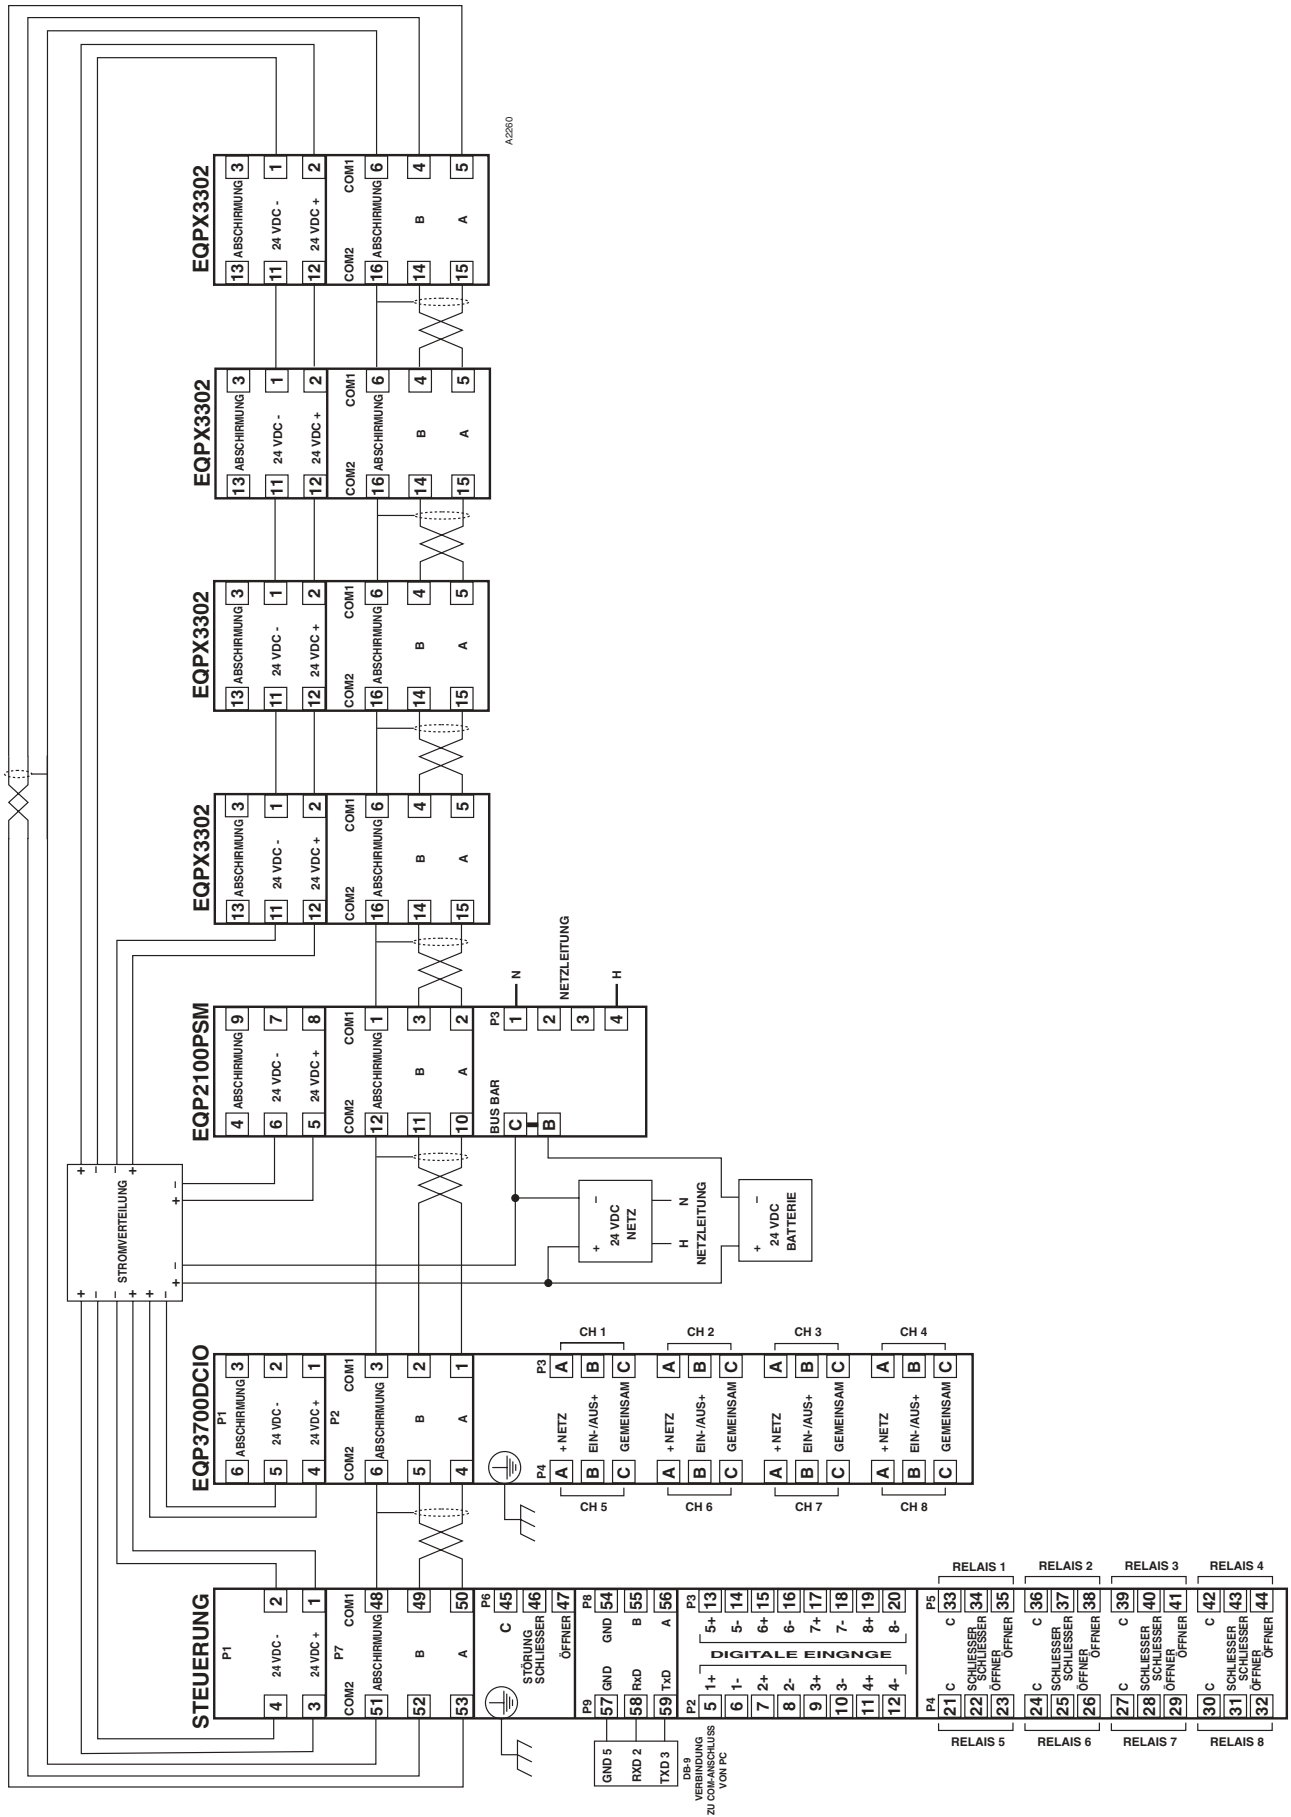 A2260
EQPX3302
13 ABSCHIRMUNG 3
11 24 VDC - 1
12 24 VDC + 2
COM2 COM1
16 ABSCHIRMUNG 6
14 B 4
15 A 5
EQPX3302
13 ABSCHIRMUNG 3
11 24 VDC - 1
12 24 VDC + 2
COM2 COM1
16 ABSCHIRMUNG 6
14 B 4
15 A 5
EQPX3302
13 ABSCHIRMUNG 3
11 24 VDC - 1
12 24 VDC + 2
COM2 COM1
16 ABSCHIRMUNG 6
14 B 4
15 A 5
EQPX3302
13 ABSCHIRMUNG 3
11 24 VDC - 1
12 24 VDC + 2
COM2 COM1
16 ABSCHIRMUNG 6
14 B 4
15 A 5
EQP2100PSM
4 ABSCHIRMUNG 9
6 24 VDC - 7
5 24 VDC + 8
COM2 COM1
12 ABSCHIRMUNG 1
11 B 3
10 A 2
BUS BAR P3
C 1 N
B 2
NETZLEITUNG
3
4 H
STROMVERTEILUNG
+ − − +
− +
− +
+ − − + + −
− +
24 VDC
NETZ
N H
NETZLEITUNG
− +
24 VDC
BATTERIE
EQP3700DCIO
P1
6 ABSCHIRMUNG 3
5 24 VDC - 2
4 24 VDC + 1
P2
COM2 COM1
6 ABSCHIRMUNG 3
5 B 2
4 A 1
P4 P3
CH 1
A + NETZ A
B EIN-/AUS+ B
C GEMEINSAM C
CH 5
CH 2
A + NETZ A
B EIN-/AUS+ B
C GEMEINSAM C
CH 6
CH 3
A + NETZ A
B EIN-/AUS+ B
C GEMEINSAM C
CH 7
CH 4
A + NETZ A
B EIN-/AUS+ B
C GEMEINSAM C
CH 8
STEUERUNG
P1
4 24 VDC - 2
3 24 VDC + 1
P7
COM2 COM1
51 ABSCHIRMUNG 48
52 B 49
53 A 50
P6
C 45
STÖRUNG
SCHLIESSER 46
ÖFFNER 47
P9 P8
57 GND GND 54
58 RxD B 55
59 TxD A 56
GND 5
RXD 2
TXD 3
DB-9
VERBINDUNG
ZU COM-ANSCHLUSS
VON PC
P2 P3
5 1+ 5+ 13
6 1- 5- 14
7 2+ 6+ 15
8 2- 6- 16
9 3+ 7+ 17
10 3- 7- 18
11 4+ 8+ 19
12 4- 8- 20
DIGITALE EINGNGE
P4 P5
RELAIS 1
21 C C 33
22 SCHLIESSER SCHLIESSER 34
23 ÖFFNER ÖFFNER 35
RELAIS 5
RELAIS 2
24 C C 36
25 SCHLIESSER SCHLIESSER 37
26 ÖFFNER ÖFFNER 38
RELAIS 6
RELAIS 3
27 C C 39
28 SCHLIESSER SCHLIESSER 40
29 ÖFFNER ÖFFNER 41
RELAIS 7
RELAIS 4
30 C C 42
31 SCHLIESSER SCHLIESSER 43
32 ÖFFNER ÖFFNER 44
RELAIS 8